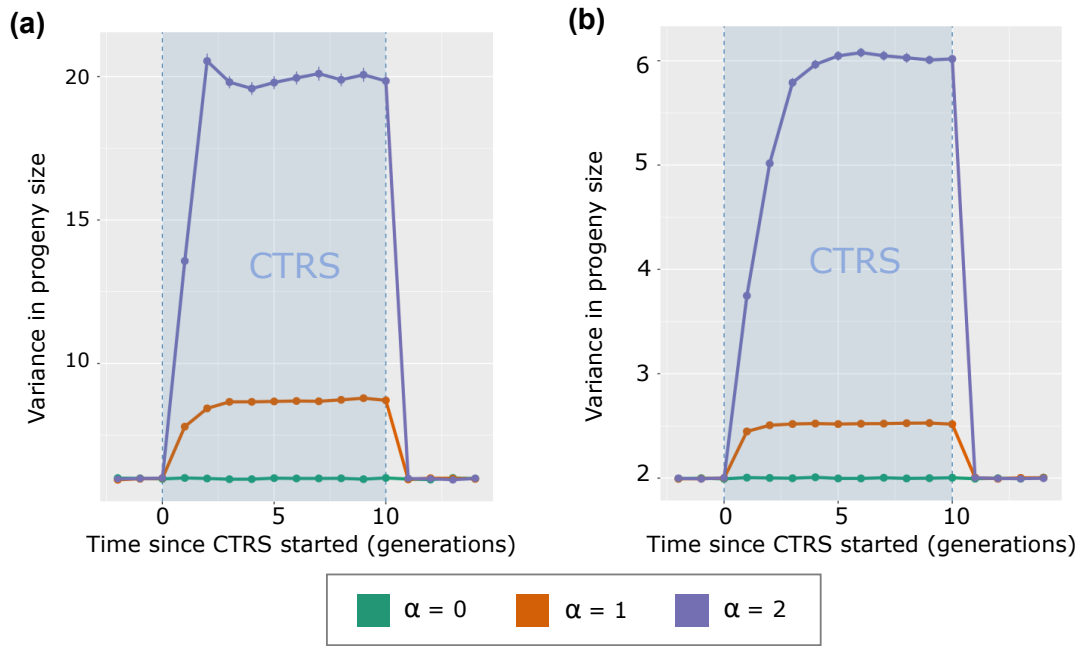 (a)
Variance in progeny size
20
15
10
CTRS
0
5
10
Time since CTRS started (generations)
(b)
Variance in progeny size
6
5
4
3
2
CTRS
0
5
10
Time since CTRS started (generations)
α = 0
α = 1
α = 2